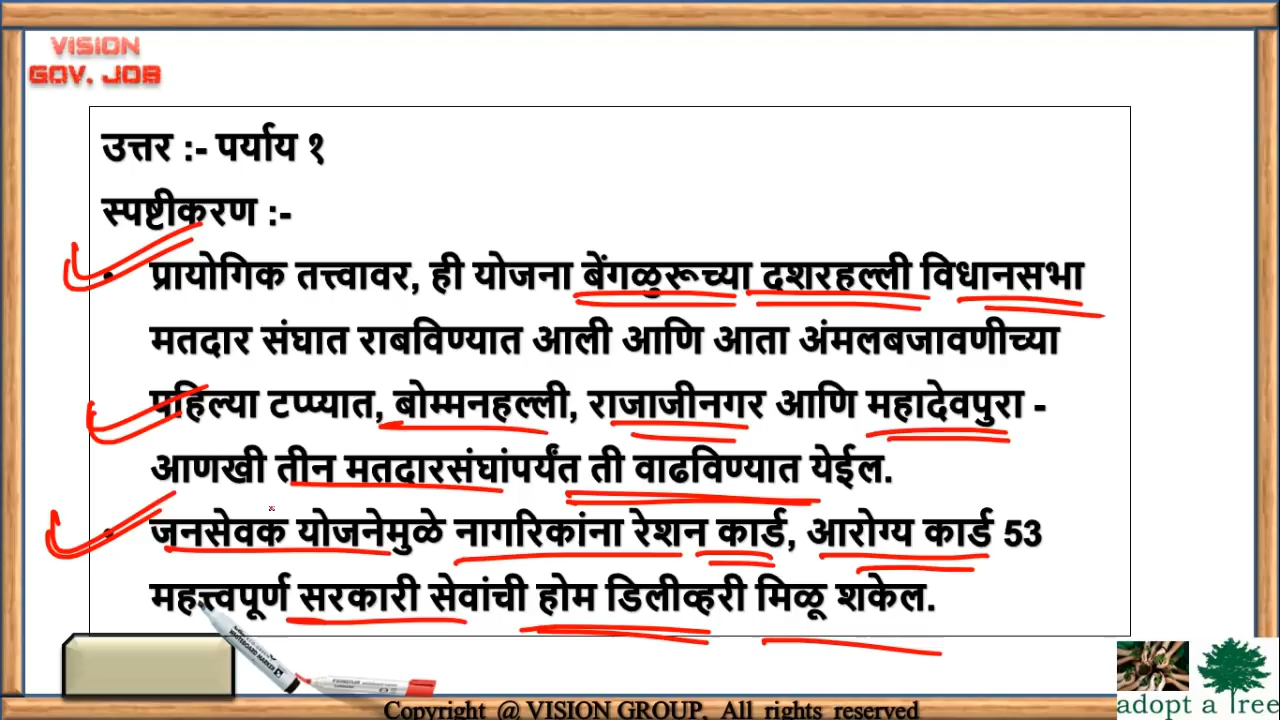 VISION
GOV. JOB
उत्तर :- पर्याय १
स्पष्टीकरण :-
• प्रायोगिक तत्त्वावर, ही योजना बेंगळुरूच्या दशरहल्ली विधानसभा
मतदार संघात राबविण्यात आली आणि आता अंमलबजावणीच्या
पहिल्या टप्प्यात, बोम्मनहल्ली, राजाजीनगर आणि महादेवपुरा -
आणखी तीन मतदारसंघांपर्यंत ती वाढविण्यात येईल.
• जनसेवक योजनेमुळे नागरिकांना रेशन कार्ड, आरोग्य कार्ड 53
महत्त्वपूर्ण सरकारी सेवांची होम डिलीव्हरी मिळू शकेल.
WHITEBOARD MARKER
adopt a Tree
Copyright @ VISION GROUP, All rights reserved